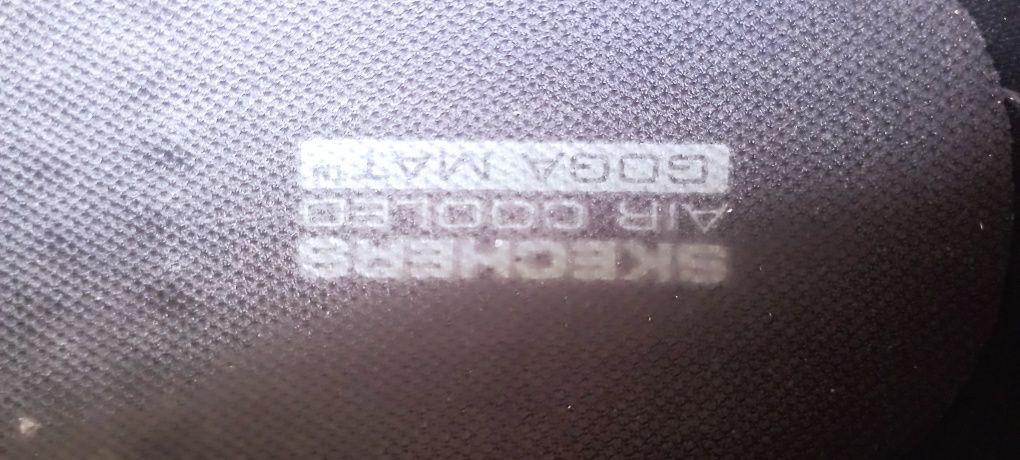 SKECHERS
AIR COOLED
GOGA MAT™